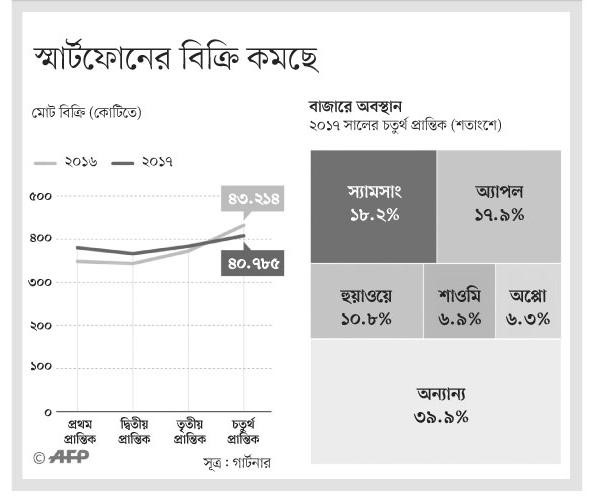 স্মার্টফোনের বিক্রি কমছে
মোট বিক্রি (কোটিতে)
২০১৬ ২০১৭
৫০০
৪০০
৩০০
২০০
১০০
০
৪৩.২১৪
৪০.৭৮৫
প্রথম প্রান্তিক
দ্বিতীয় প্রান্তিক
তৃতীয় প্রান্তিক
চতুর্থ প্রান্তিক
© AFP
সূত্র : গার্টনার
বাজারে অবস্থান
২০১৭ সালের চতুর্থ প্রান্তিক (শতাংশে)
স্যামসাং
১৮.২%
অ্যাপল
১৭.৯%
হুয়াওয়ে
১০.৮%
শাওমি
৬.৯%
অপ্পো
৬.৩%
অন্যান্য
৩৯.৯%